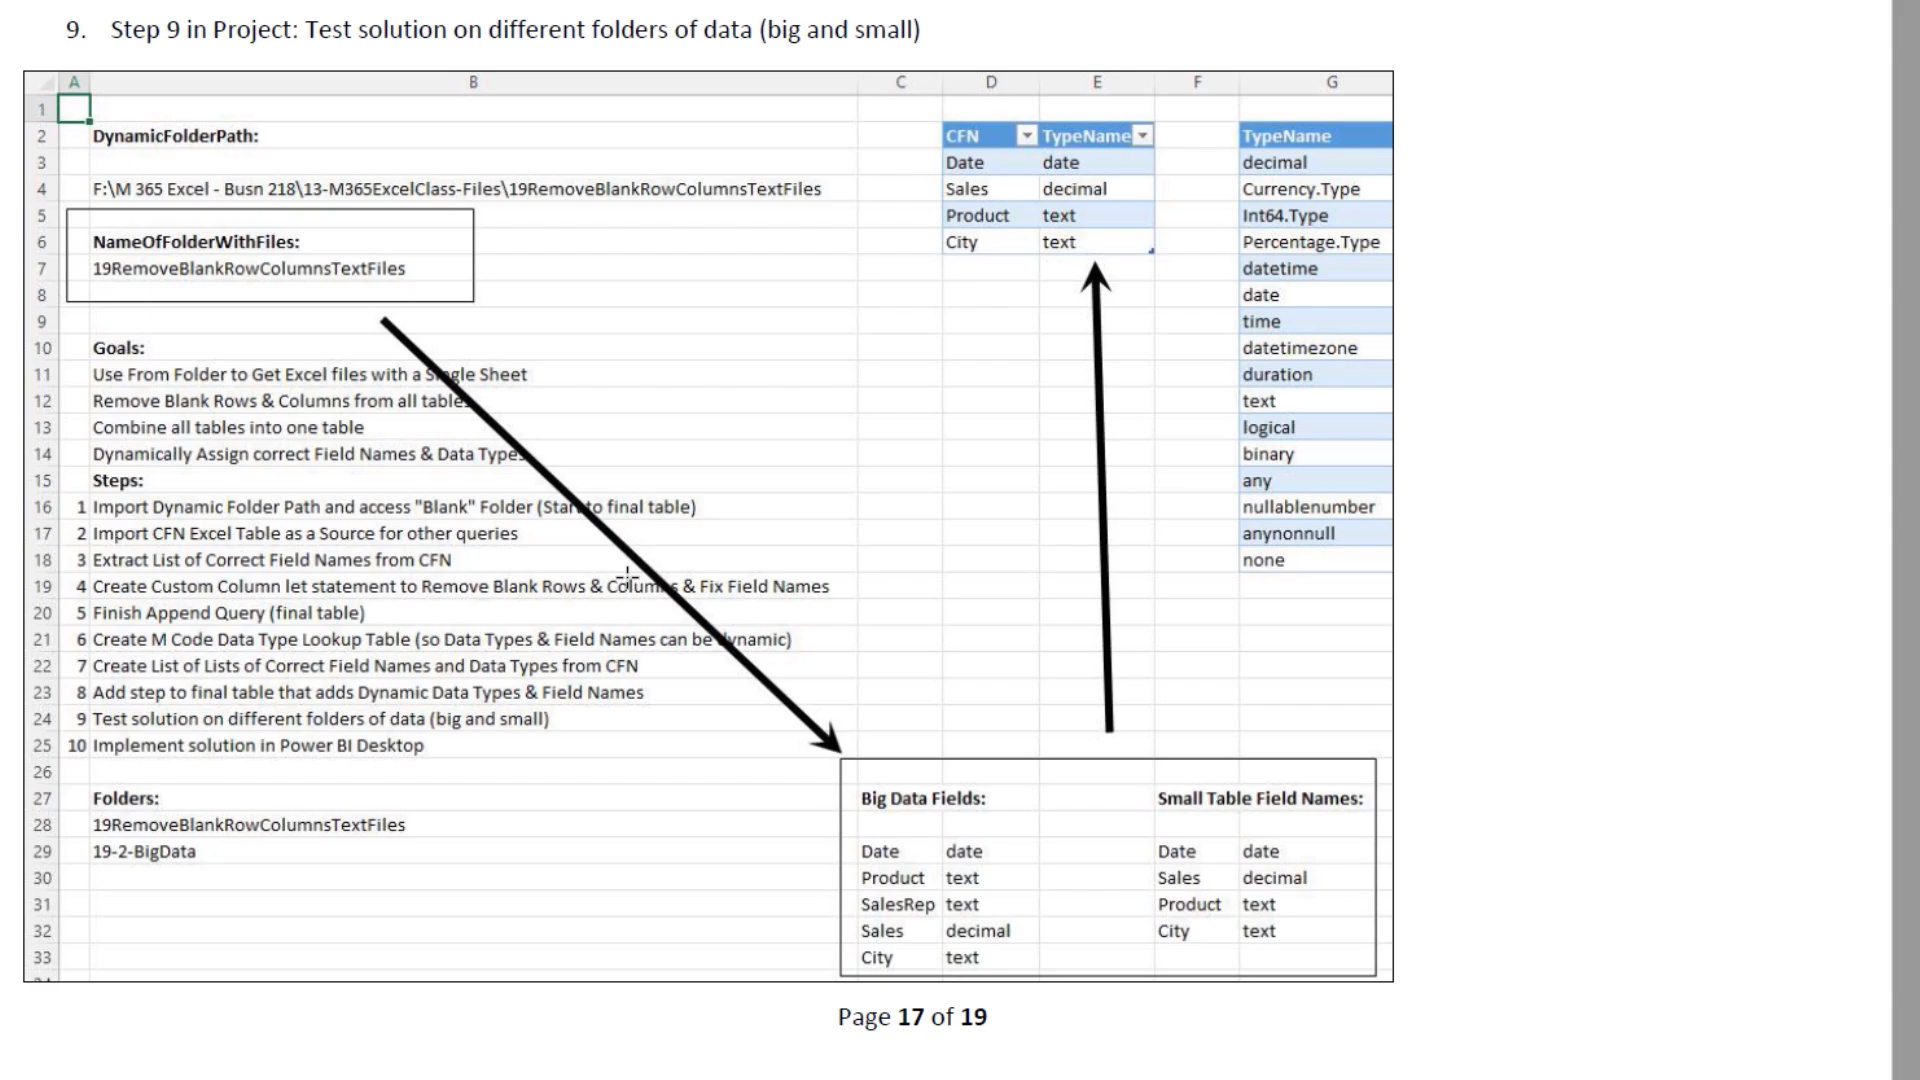 9. Step 9 in Project: Test solution on different folders of data (big and small)
A B C D E F G
1
2 DynamicFolderPath: CFN TypeName TypeName
3 Date date decimal
4 F:\M 365 Excel - Busn 218\13-M365ExcelClass-Files\19RemoveBlankRowColumnsTextFiles Sales decimal Currency.Type
5 Product text Int64.Type
6 NameOfFolderWithFiles: City text Percentage.Type
7 19RemoveBlankRowColumnsTextFiles datetime
8 date
9 time
10 Goals: datetimezone
11 Use From Folder to Get Excel files with a Single Sheet duration
12 Remove Blank Rows & Columns from all tables text
13 Combine all tables into one table logical
14 Dynamically Assign correct Field Names & Data Types binary
15 Steps: any
16 1 Import Dynamic Folder Path and access "Blank" Folder (Start to final table) nullablenumber
17 2 Import CFN Excel Table as a Source for other queries anynonnull
18 3 Extract List of Correct Field Names from CFN none
19 4 Create Custom Column let statement to Remove Blank Rows & Columns & Fix Field Names
20 5 Finish Append Query (final table)
21 6 Create M Code Data Type Lookup Table (so Data Types & Field Names can be dynamic)
22 7 Create List of Lists of Correct Field Names and Data Types from CFN
23 8 Add step to final table that adds Dynamic Data Types & Field Names
24 9 Test solution on different folders of data (big and small)
25 10 Implement solution in Power BI Desktop
26
27 Folders: Big Data Fields: Small Table Field Names:
28 19RemoveBlankRowColumnsTextFiles
29 19-2-BigData Date date Date date
30 Product text Sales decimal
31 SalesRep text Product text
32 Sales decimal City text
33 City text
Page 17 of 19